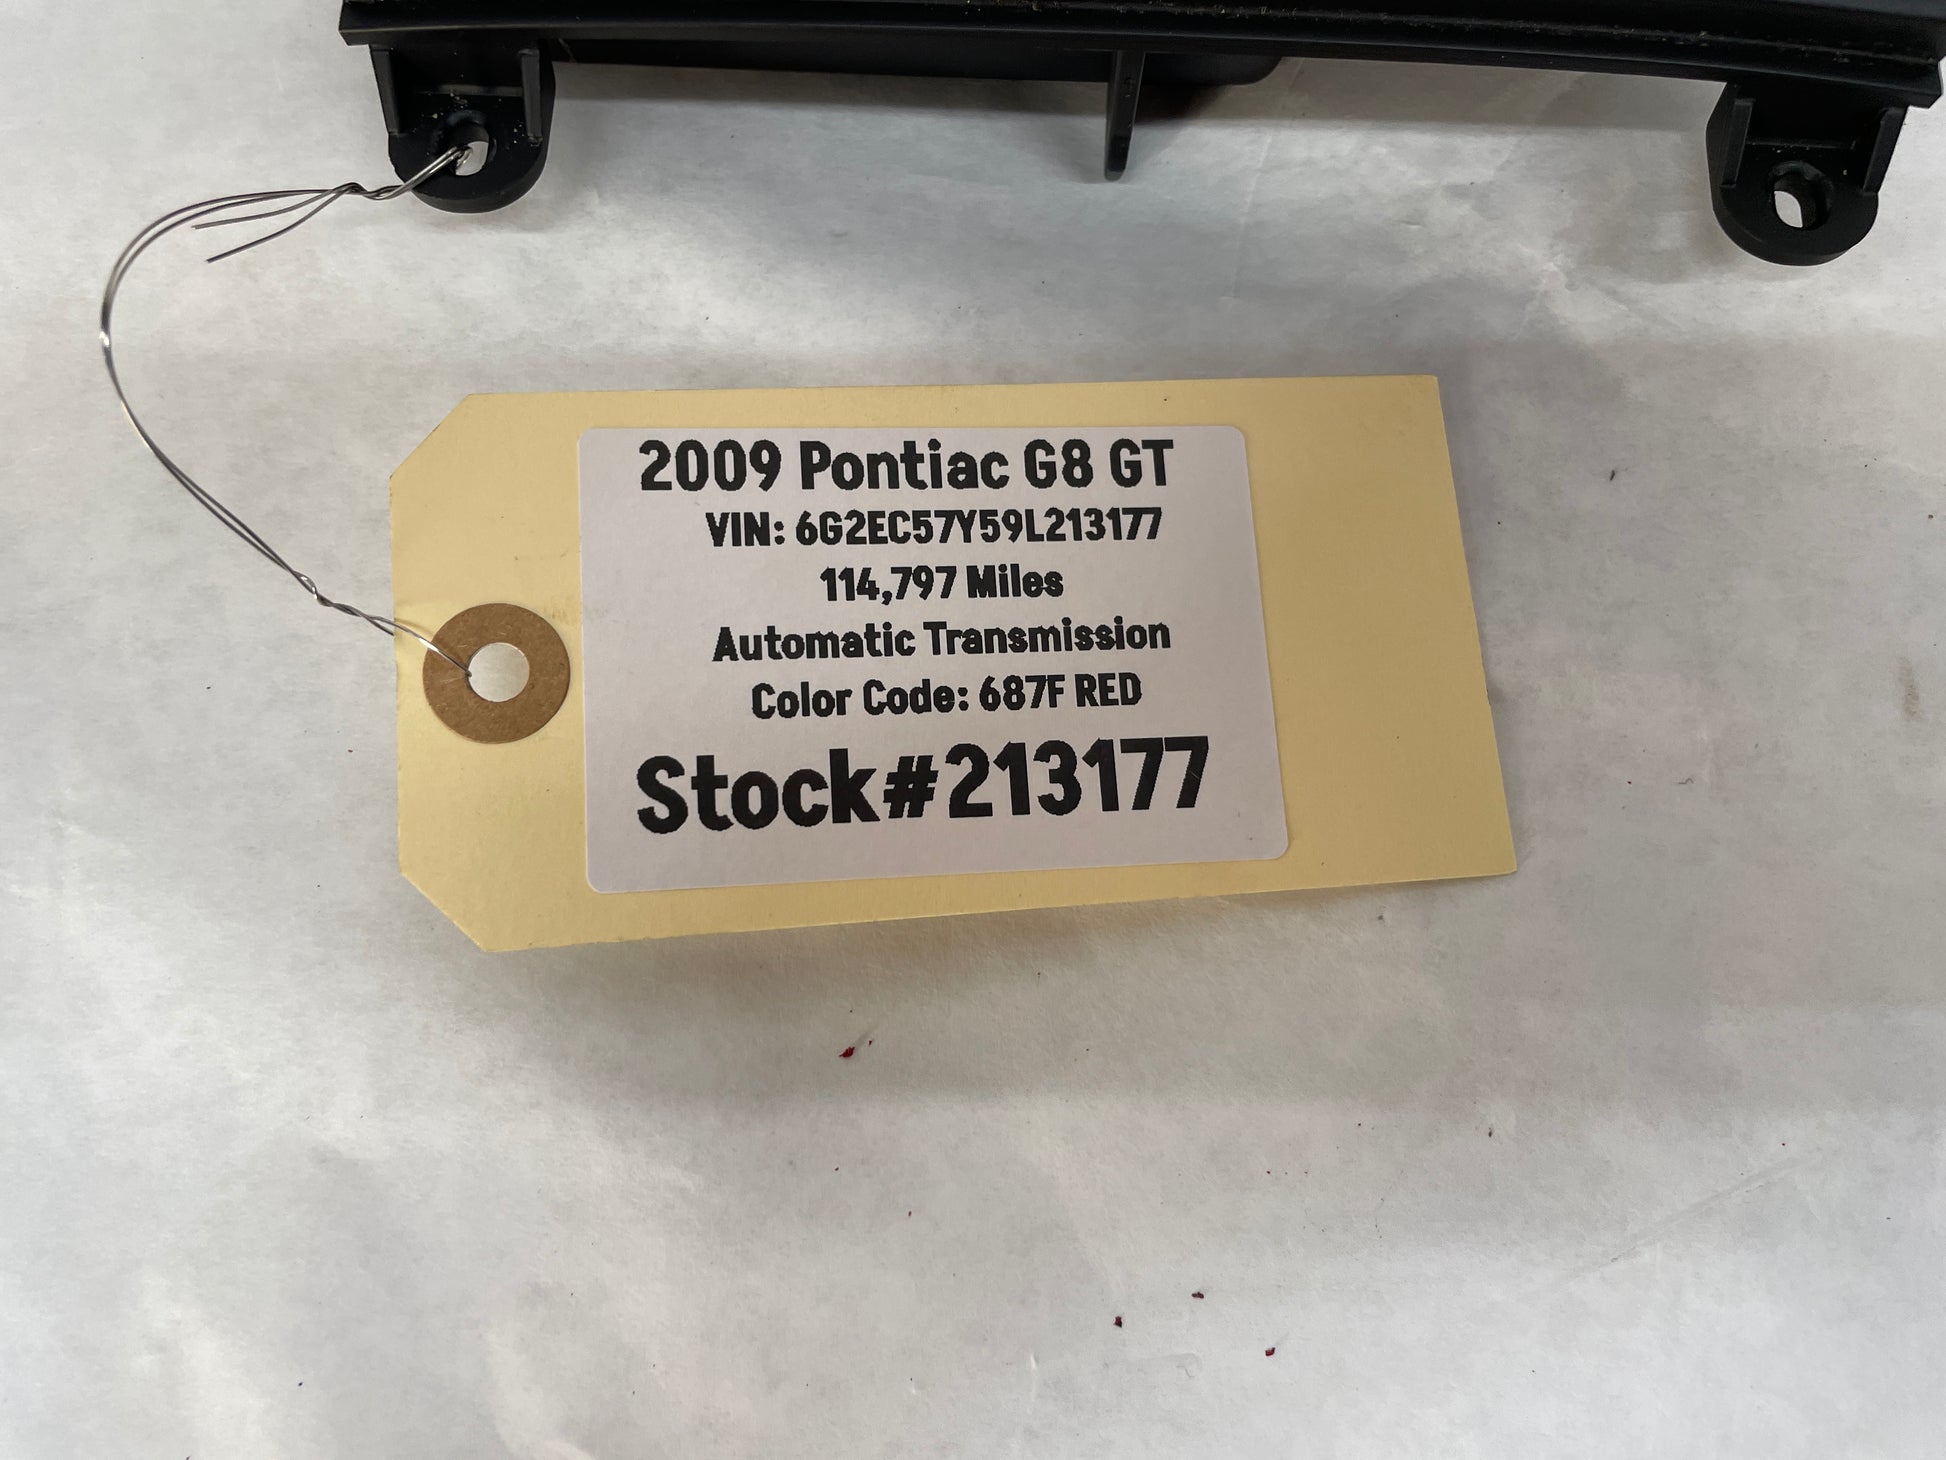 2009 Pontiac G8 GT
VIN: 6G2EC57Y59L213177
114,797 Miles
Automatic Transmission
Color Code: 687F RED
Stock#213177